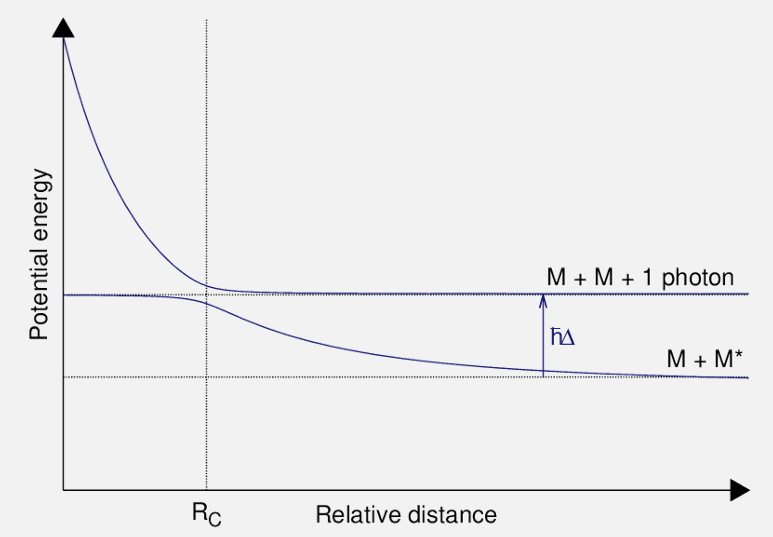 Potential energy
M + M + 1 photon
ħΔ
M + M*
R_C
Relative distance